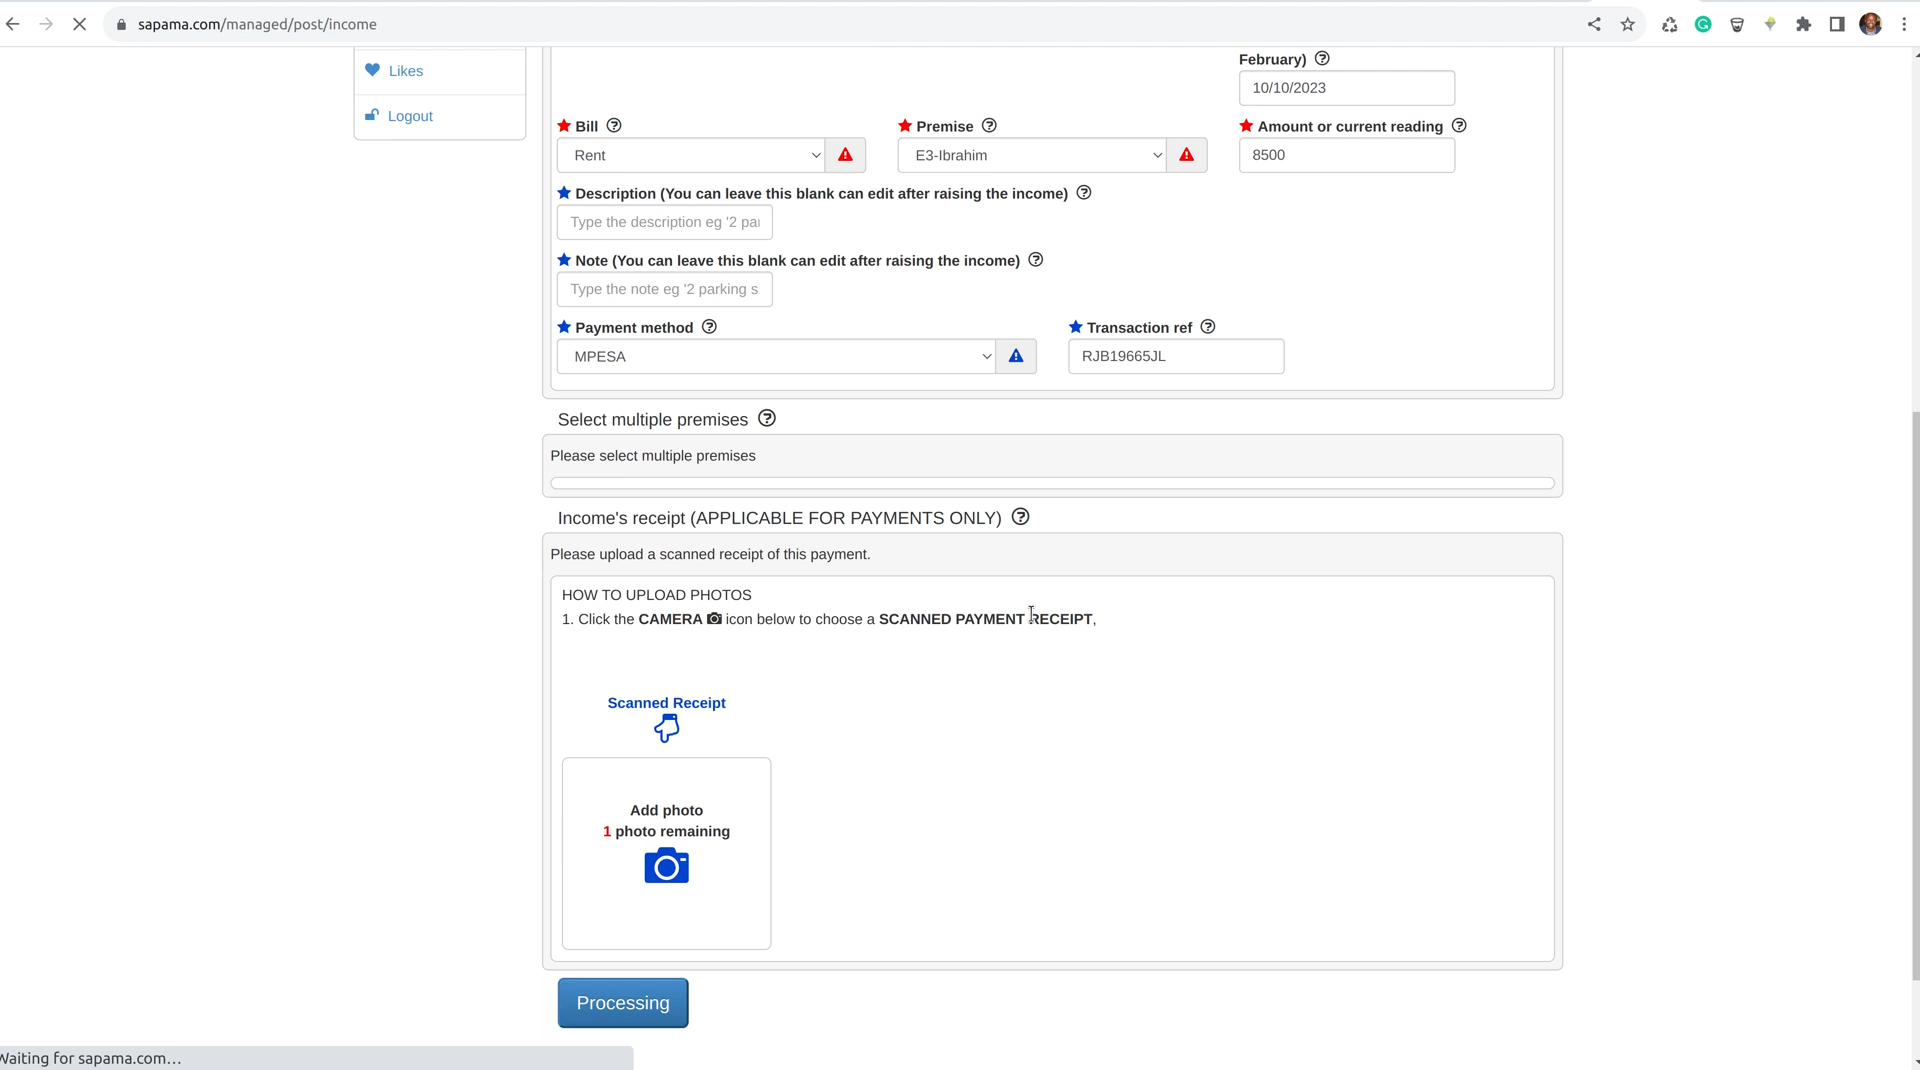 sapama.com/managed/post/income
Likes
Logout
February)
10/10/2023
Bill
Premise
Amount or current reading
Rent
E3-Ibrahim
8500
Description (You can leave this blank can edit after raising the income)
Type the description eg '2 pa
Note (You can leave this blank can edit after raising the income)
Type the note eg '2 parking s
Payment method
Transaction ref
MPESA
RJB19665JL
Select multiple premises
Please select multiple premises
Income's receipt (APPLICABLE FOR PAYMENTS ONLY)
Please upload a scanned receipt of this payment.
HOW TO UPLOAD PHOTOS
1. Click the CAMERA icon below to choose a SCANNED PAYMENT RECEIPT,
Scanned Receipt
Add photo
1 photo remaining
Processing
Waiting for sapama.com…